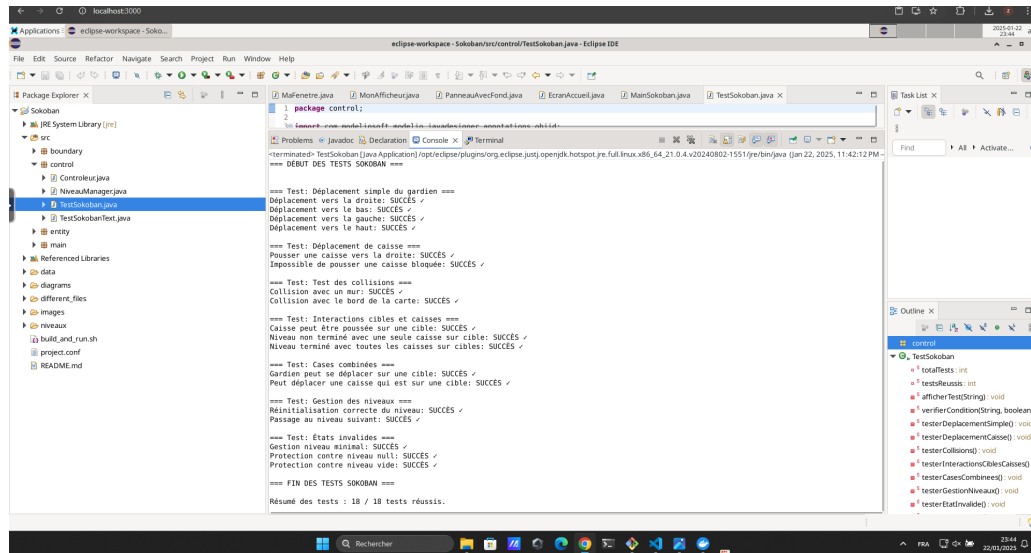 localhost:3000
Applications
eclipse-workspace - Soko...
2025-01-22
23:44
eclipse-workspace - Sokoban/src/control/TestSokoban.java - Eclipse IDE
File Edit Source Refactor Navigate Search Project Run Window Help
Package Explorer
Sokoban
JRE System Library [jre]
src
boundary
control
Controleur.java
NiveauManager.java
TestSokoban.java
TestSokobanText.java
entity
main
Referenced Libraries
data
diagrams
different_files
images
niveaux
build_and_run.sh
project.conf
README.md
MaFenetre.java MonAfficheur.java PanneauAvecFond.java EcranAccueil.java MainSokoban.java TestSokoban.java
1 package control;
2
import com.modeliosoft.modelio.javadesigner.annotations.objid;
Problems Javadoc Declaration Console Terminal
<terminated> TestSokoban [Java Application] /opt/eclipse/plugins/org.eclipse.justj.openjdk.hotspot.jre.full.linux.x86_64_21.0.4.v20240802-1551/jre/bin/java (Jan 22, 2025, 11:42:12 PM –
=== DÉBUT DES TESTS SOKOBAN ===
=== Test: Déplacement simple du gardien ===
Déplacement vers la droite: SUCCÈS ✓
Déplacement vers le bas: SUCCÈS ✓
Déplacement vers la gauche: SUCCÈS ✓
Déplacement vers le haut: SUCCÈS ✓
=== Test: Déplacement de caisse ===
Pousser une caisse vers la droite: SUCCÈS ✓
Impossible de pousser une caisse bloquée: SUCCÈS ✓
=== Test: Test des collisions ===
Collision avec un mur: SUCCÈS ✓
Collision avec le bord de la carte: SUCCÈS ✓
=== Test: Interactions cibles et caisses ===
Caisse peut être poussée sur une cible: SUCCÈS ✓
Niveau non terminé avec une seule caisse sur cible: SUCCÈS ✓
Niveau terminé avec toutes les caisses sur cibles: SUCCÈS ✓
=== Test: Cases combinées ===
Gardien peut se déplacer sur une cible: SUCCÈS ✓
Peut déplacer une caisse qui est sur une cible: SUCCÈS ✓
=== Test: Gestion des niveaux ===
Réinitialisation correcte du niveau: SUCCÈS ✓
Passage au niveau suivant: SUCCÈS ✓
=== Test: États invalides ===
Gestion niveau minimal: SUCCÈS ✓
Protection contre niveau null: SUCCÈS ✓
Protection contre niveau vide: SUCCÈS ✓
=== FIN DES TESTS SOKOBAN ===
Résumé des tests : 18 / 18 tests réussis.
Task List
Find All Activate...
Outline
control
TestSokoban
totalTests : int
testsReussis : int
afficherTest(String) : void
verifierCondition(String, boolean
testerDeplacementSimple() : void
testerDeplacementCaisse() : void
testerCollisions() : void
testerInteractionsCiblesCaisses()
testerCasesCombinees() : void
testerGestionNiveaux() : void
testerEtatInvalide() : void
Rechercher
FRA
23:44
22/01/2025